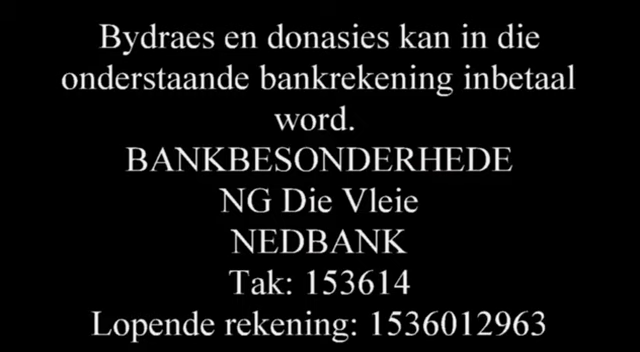 Bydraes en donasies kan in die
onderstaande bankrekening inbetaal
word.
BANKBESONDERHEDE
NG Die Vleie
NEDBANK
Tak: 153614
Lopende rekening: 1536012963